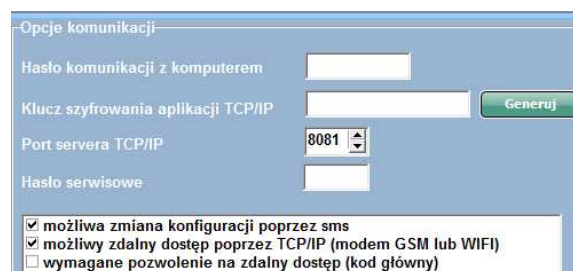 Opcje komunikacji
Hasło komunikacji z komputerem
Klucz szyfrowania aplikacji TCP/IP
Generuj
Port servera TCP/IP
8081
Hasło serwisowe
możliwa zmiana konfiguracji poprzez sms
możliwy zdalny dostęp poprzez TCP/IP (modem GSM lub WIFI)
wymagane pozwolenie na zdalny dostęp (kod główny)